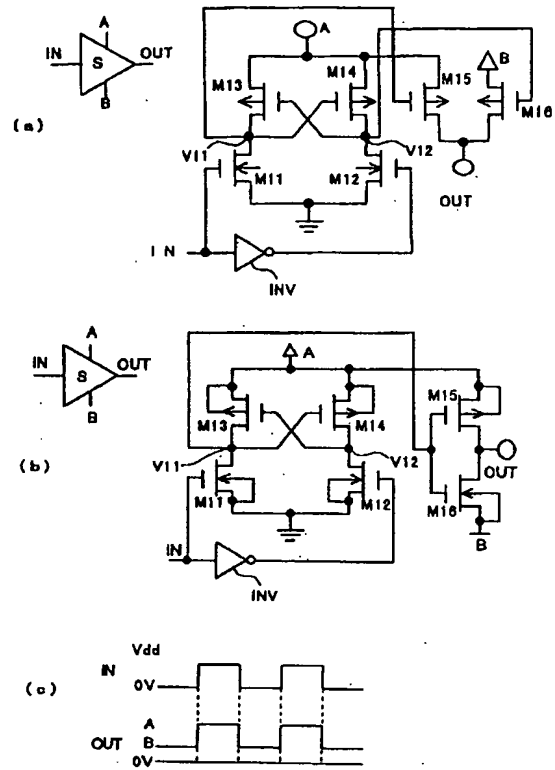 A
IN
S
OUT
B
(a)
A
M13
M14
M15
B
M16
V11
V12
M11
M12
OUT
IN
INV
A
IN
S
OUT
B
(b)
A
M13
M14
M15
V11
V12
OUT
M11
M12
M16
B
IN
INV
(c)
Vdd
IN
0V
A
OUT B
0V